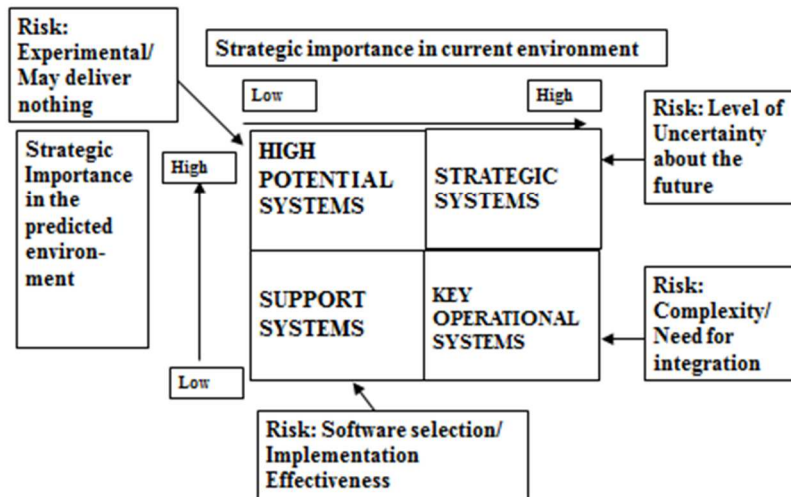 Risk:
Experimental/
May deliver
nothing
Strategic importance in current environment
Low
High
Risk: Level of
Uncertainty
about the
future
Strategic
Importance
in the
predicted
environ-
ment
High
HIGH
POTENTIAL
SYSTEMS
STRATEGIC
SYSTEMS
SUPPORT
SYSTEMS
KEY
OPERATIONAL
SYSTEMS
Risk:
Complexity/
Need for
integration
Low
Risk: Software selection/
Implementation
Effectiveness